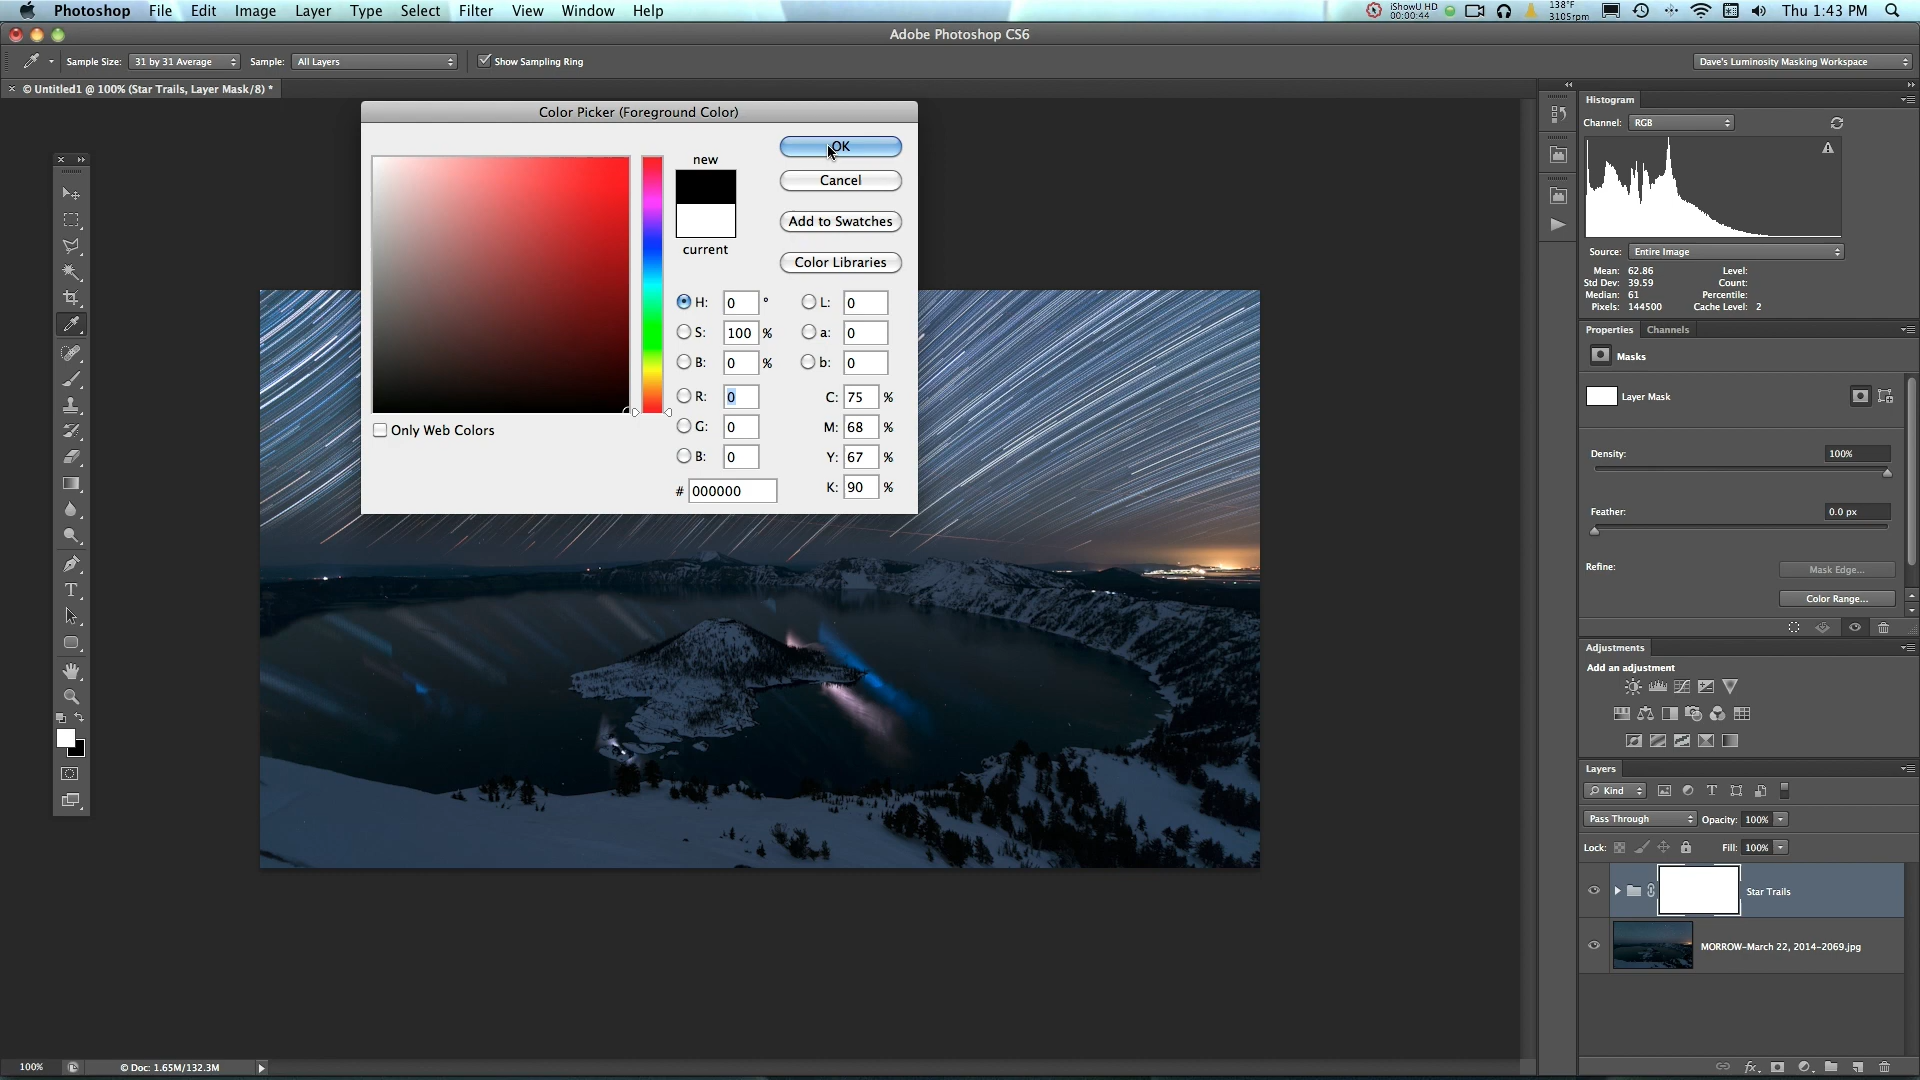 Photoshop File Edit Image Layer Type Select Filter View Window Help
iShowU HD
00:00:44
138°F
3105rpm
Thu 1:43 PM
Adobe Photoshop CS6
Sample Size: 31 by 31 Average Sample: All Layers Show Sampling Ring
Dave's Luminosity Masking Workspace
× © Untitled1 @ 100% (Star Trails, Layer Mask/8) *
Color Picker (Foreground Color)
new
current
OK
Cancel
Add to Swatches
Color Libraries
H: 0 °
S: 100 %
B: 0 %
R: 0
G: 0
B: 0
# 000000
L: 0
a: 0
b: 0
C: 75 %
M: 68 %
Y: 67 %
K: 90 %
Only Web Colors
Histogram
Channel: RGB
Source: Entire Image
Mean: 62.86 Level:
Std Dev: 39.59 Count:
Median: 61 Percentile:
Pixels: 144500 Cache Level: 2
Properties Channels
Masks
Layer Mask
Density: 100%
Feather: 0.0 px
Refine: Mask Edge...
Color Range...
Adjustments
Add an adjustment
Layers
Kind
Pass Through Opacity: 100%
Lock: Fill: 100%
Star Trails
MORROW-March 22, 2014-2069.jpg
100% © Doc: 1.65M/132.3M